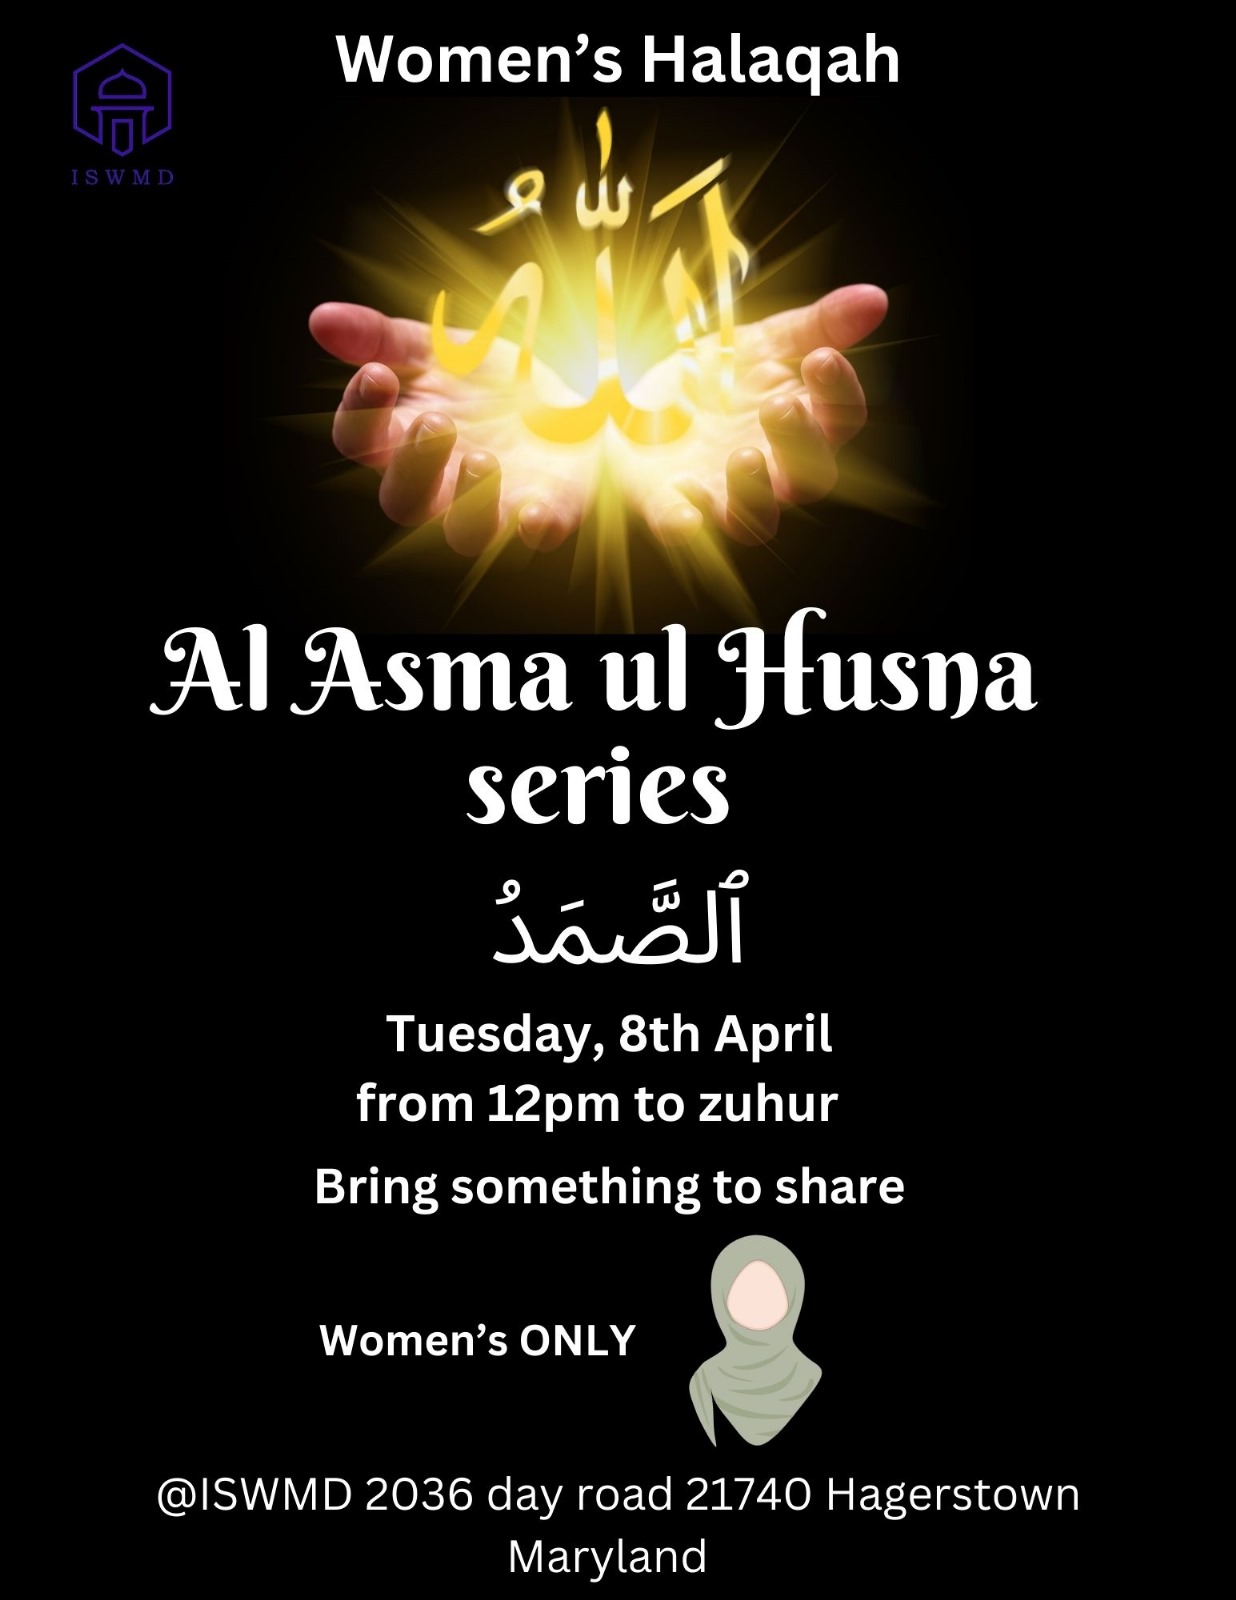 Women's Halaqah
ISWMD
اللّٰهُ
Al Asma ul Husna
series
ٱلصَّمَدُ
Tuesday, 8th April
from 12pm to zuhur
Bring something to share
Women's ONLY
@ISWMD 2036 day road 21740 Hagerstown
Maryland